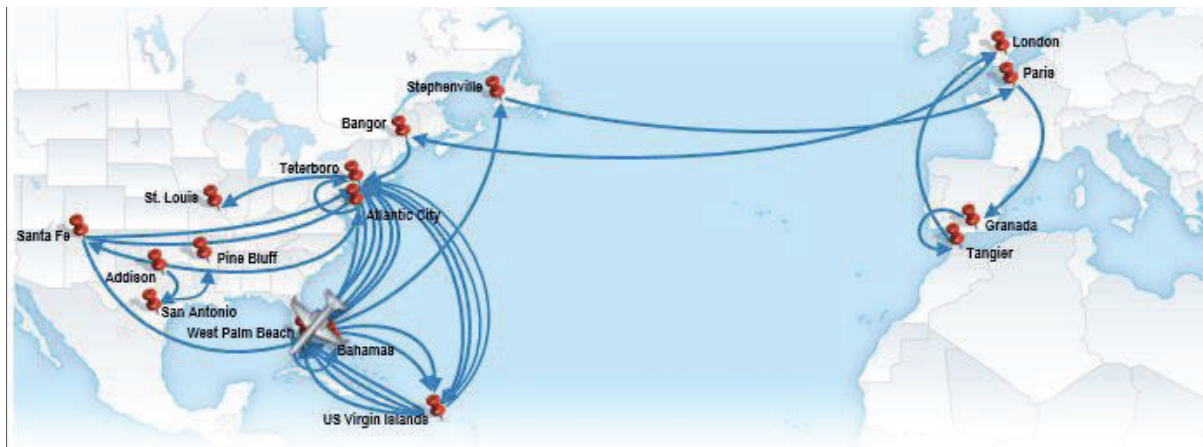 London
Paris
Stephenville
Bangor
Teterboro
St. Louis
Atlantic City
Santa Fe
Pine Bluff
Granada
Tangier
Addison
San Antonio
West Palm Beach
Bahamas
US Virgin Islands